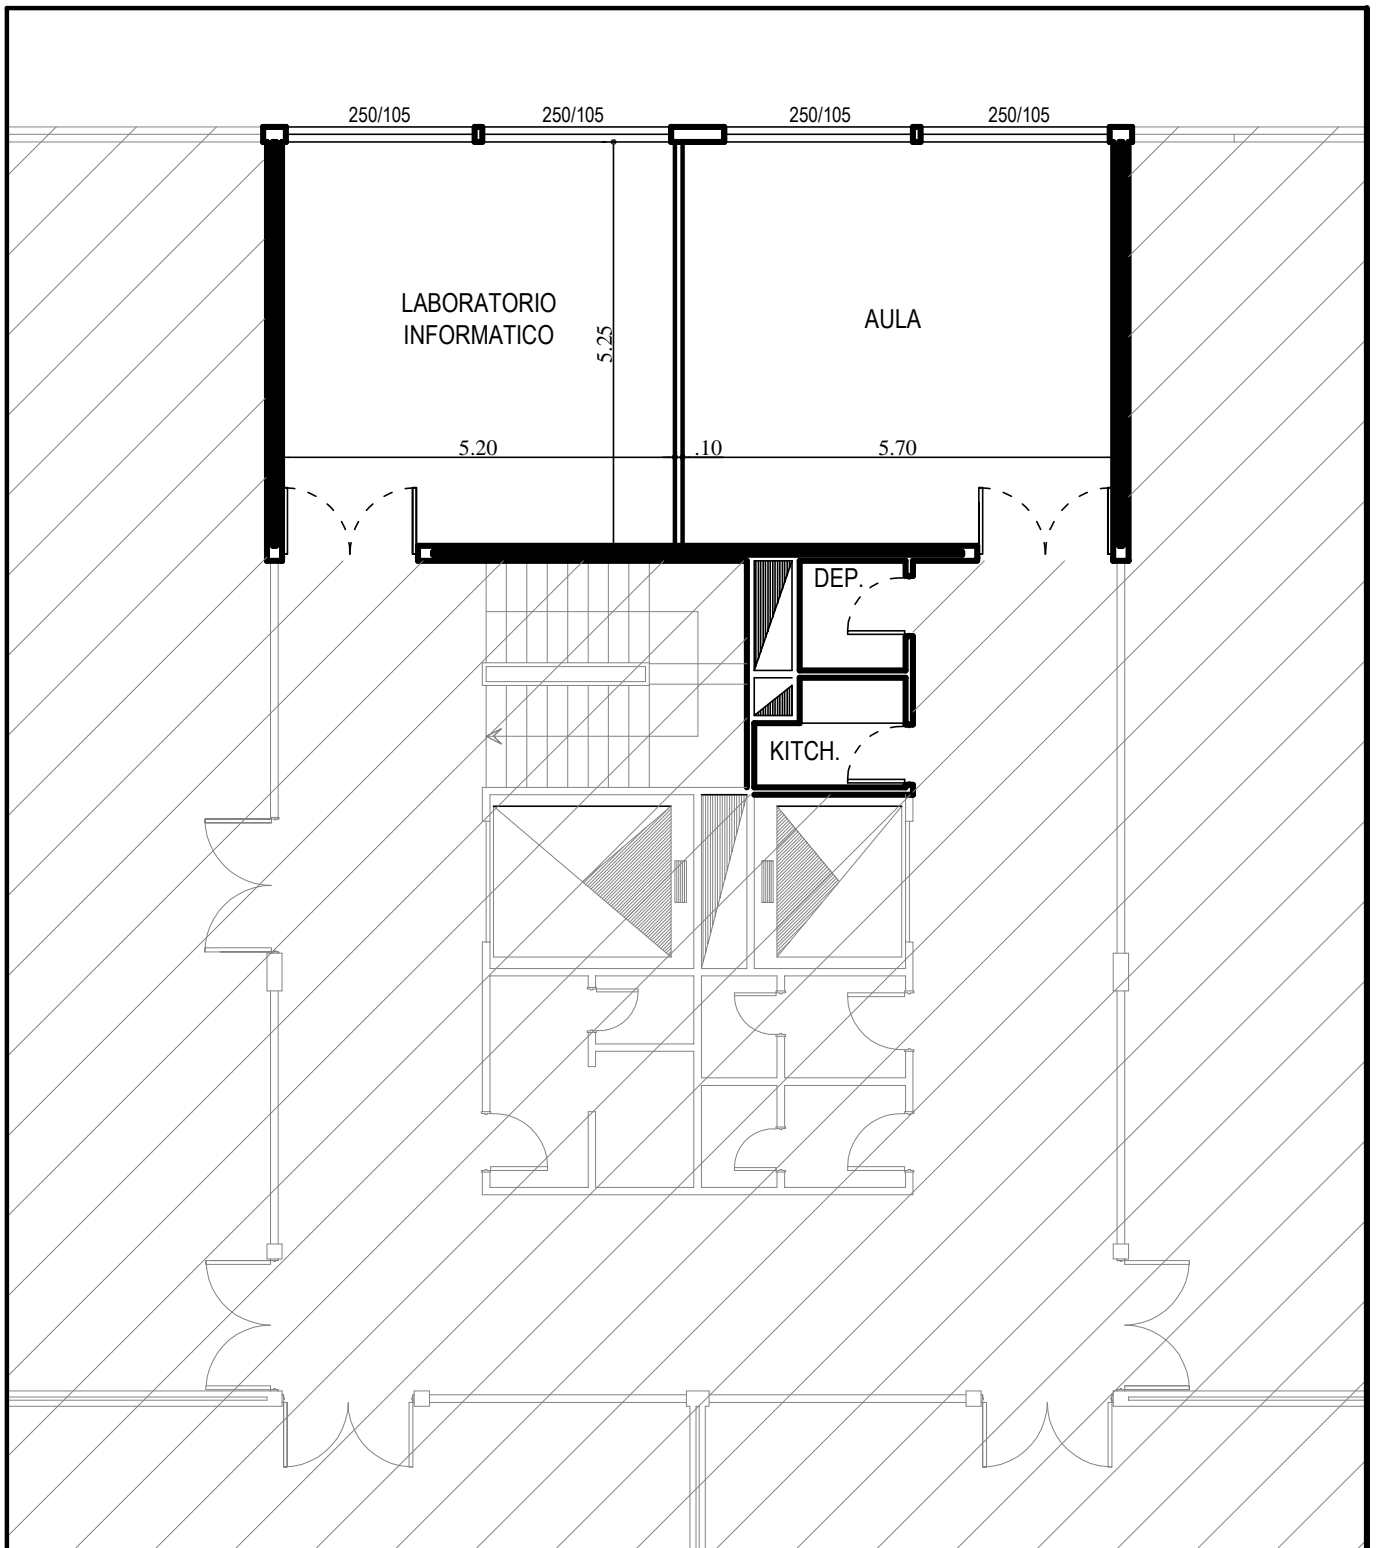 250/105 250/105 250/105 250/105
LABORATORIO
INFORMATICO
AULA
5.25
5.20 .10 5.70
DEP.
KITCH.